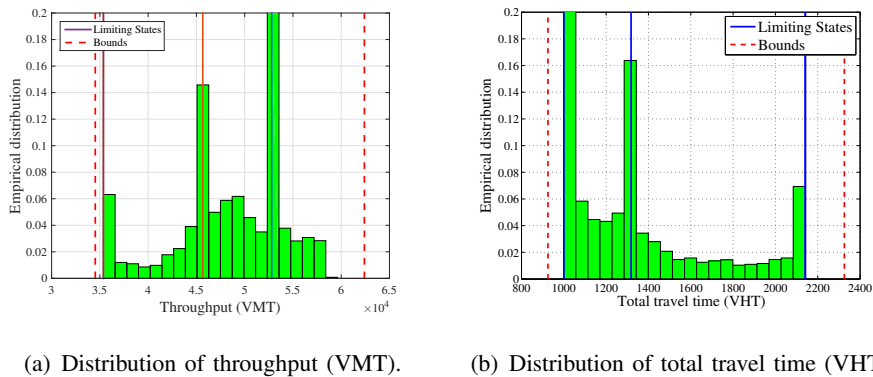 Limiting States
Bounds
0.2
0.18
0.16
0.14
0.12
0.1
0.08
0.06
0.04
0.02
0
Empirical distribution
3 3.5 4 4.5 5 5.5 6 6.5
×10⁴
Throughput (VMT)
(a) Distribution of throughput (VMT).
Limiting States
Bounds
0.2
0.18
0.16
0.14
0.12
0.1
0.08
0.06
0.04
0.02
0
Empirical distribution
800 1000 1400 1600 1800 2000 2200 2400
Total travel time (VHT)
(b) Distribution of total travel time (VHT